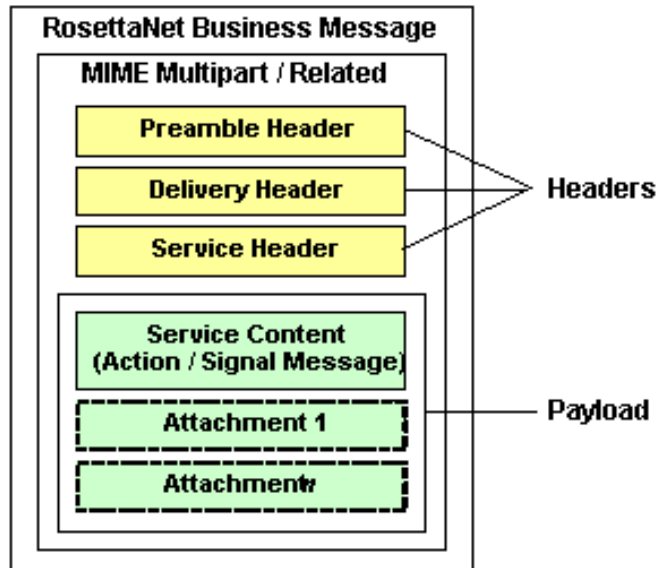 RosettaNet Business Message
MIME Multipart / Related
Preamble Header
Delivery Header
Service Header
Headers
Service Content
(Action / Signal Message)
Attachment 1
Payload
Attachment